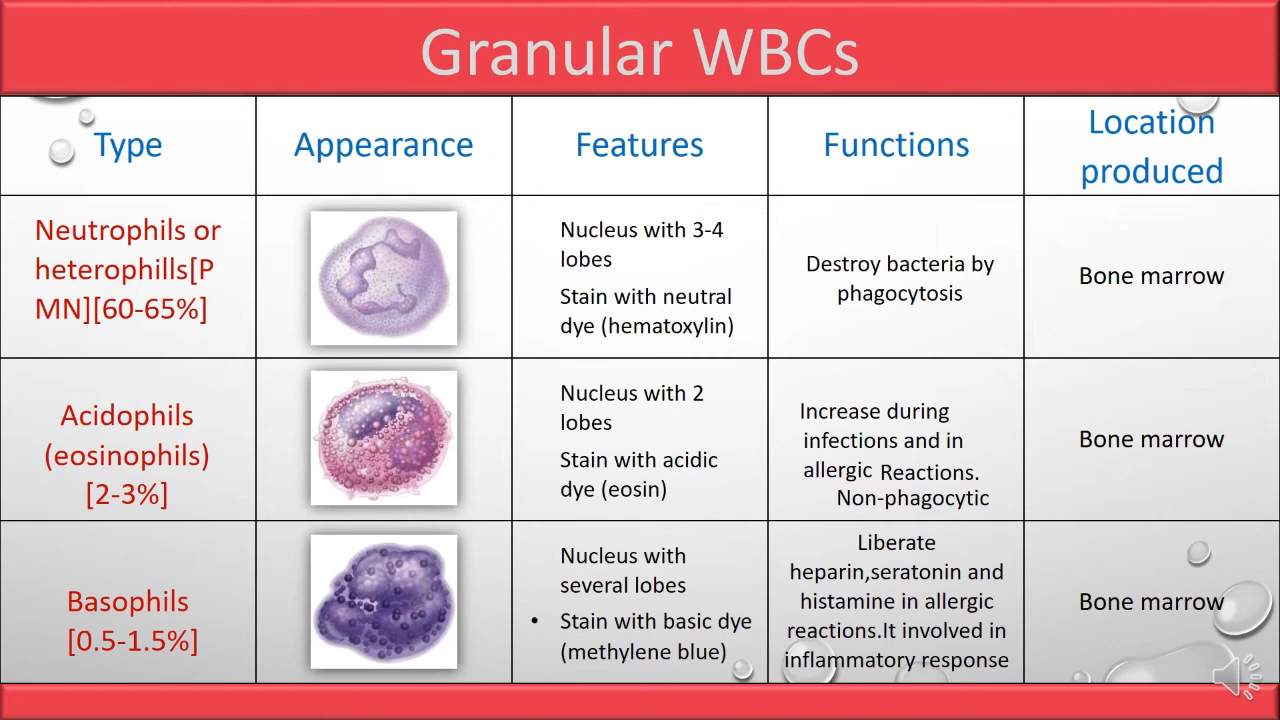 Granular WBCs
Type
Appearance
Features
Functions
Location
produced
Neutrophils or
heterophills[P
MN][60-65%]
Nucleus with 3-4
lobes
Stain with neutral
dye (hematoxylin)
Destroy bacteria by
phagocytosis
Bone marrow
Acidophils
(eosinophils)
[2-3%]
Nucleus with 2
lobes
Stain with acidic
dye (eosin)
Increase during
infections and in
allergic Reactions.
Non-phagocytic
Bone marrow
Basophils
[0.5-1.5%]
Nucleus with
several lobes
• Stain with basic dye
(methylene blue)
Liberate
heparin,seratonin and
histamine in allergic
reactions.It involved in
inflammatory response
Bone marrow